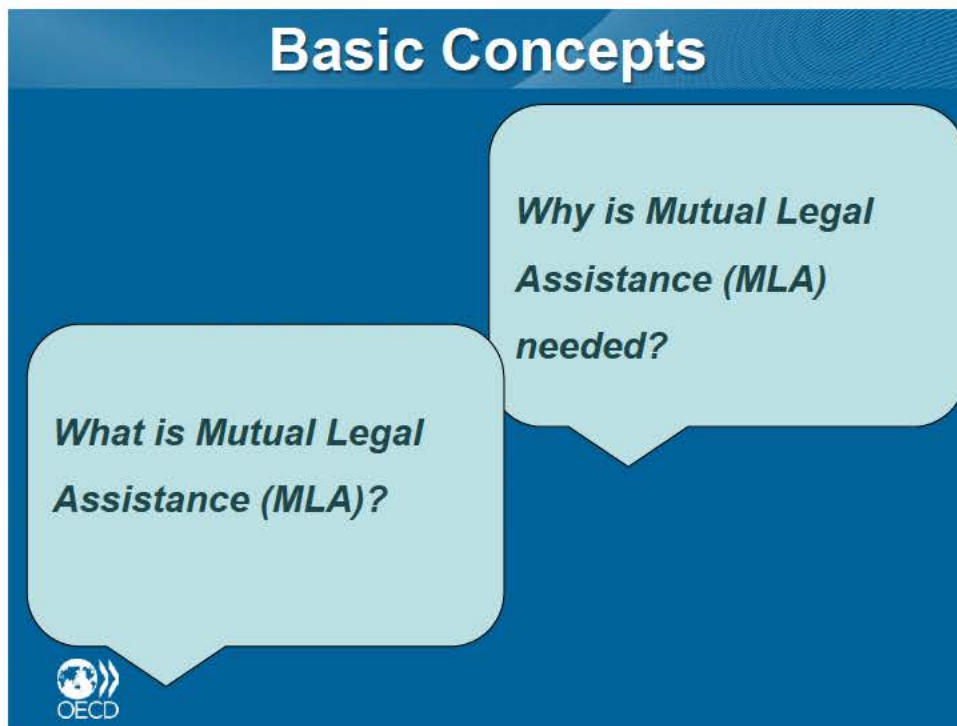 Basic Concepts
Why is Mutual Legal
Assistance (MLA)
needed?
What is Mutual Legal
Assistance (MLA)?
OECD